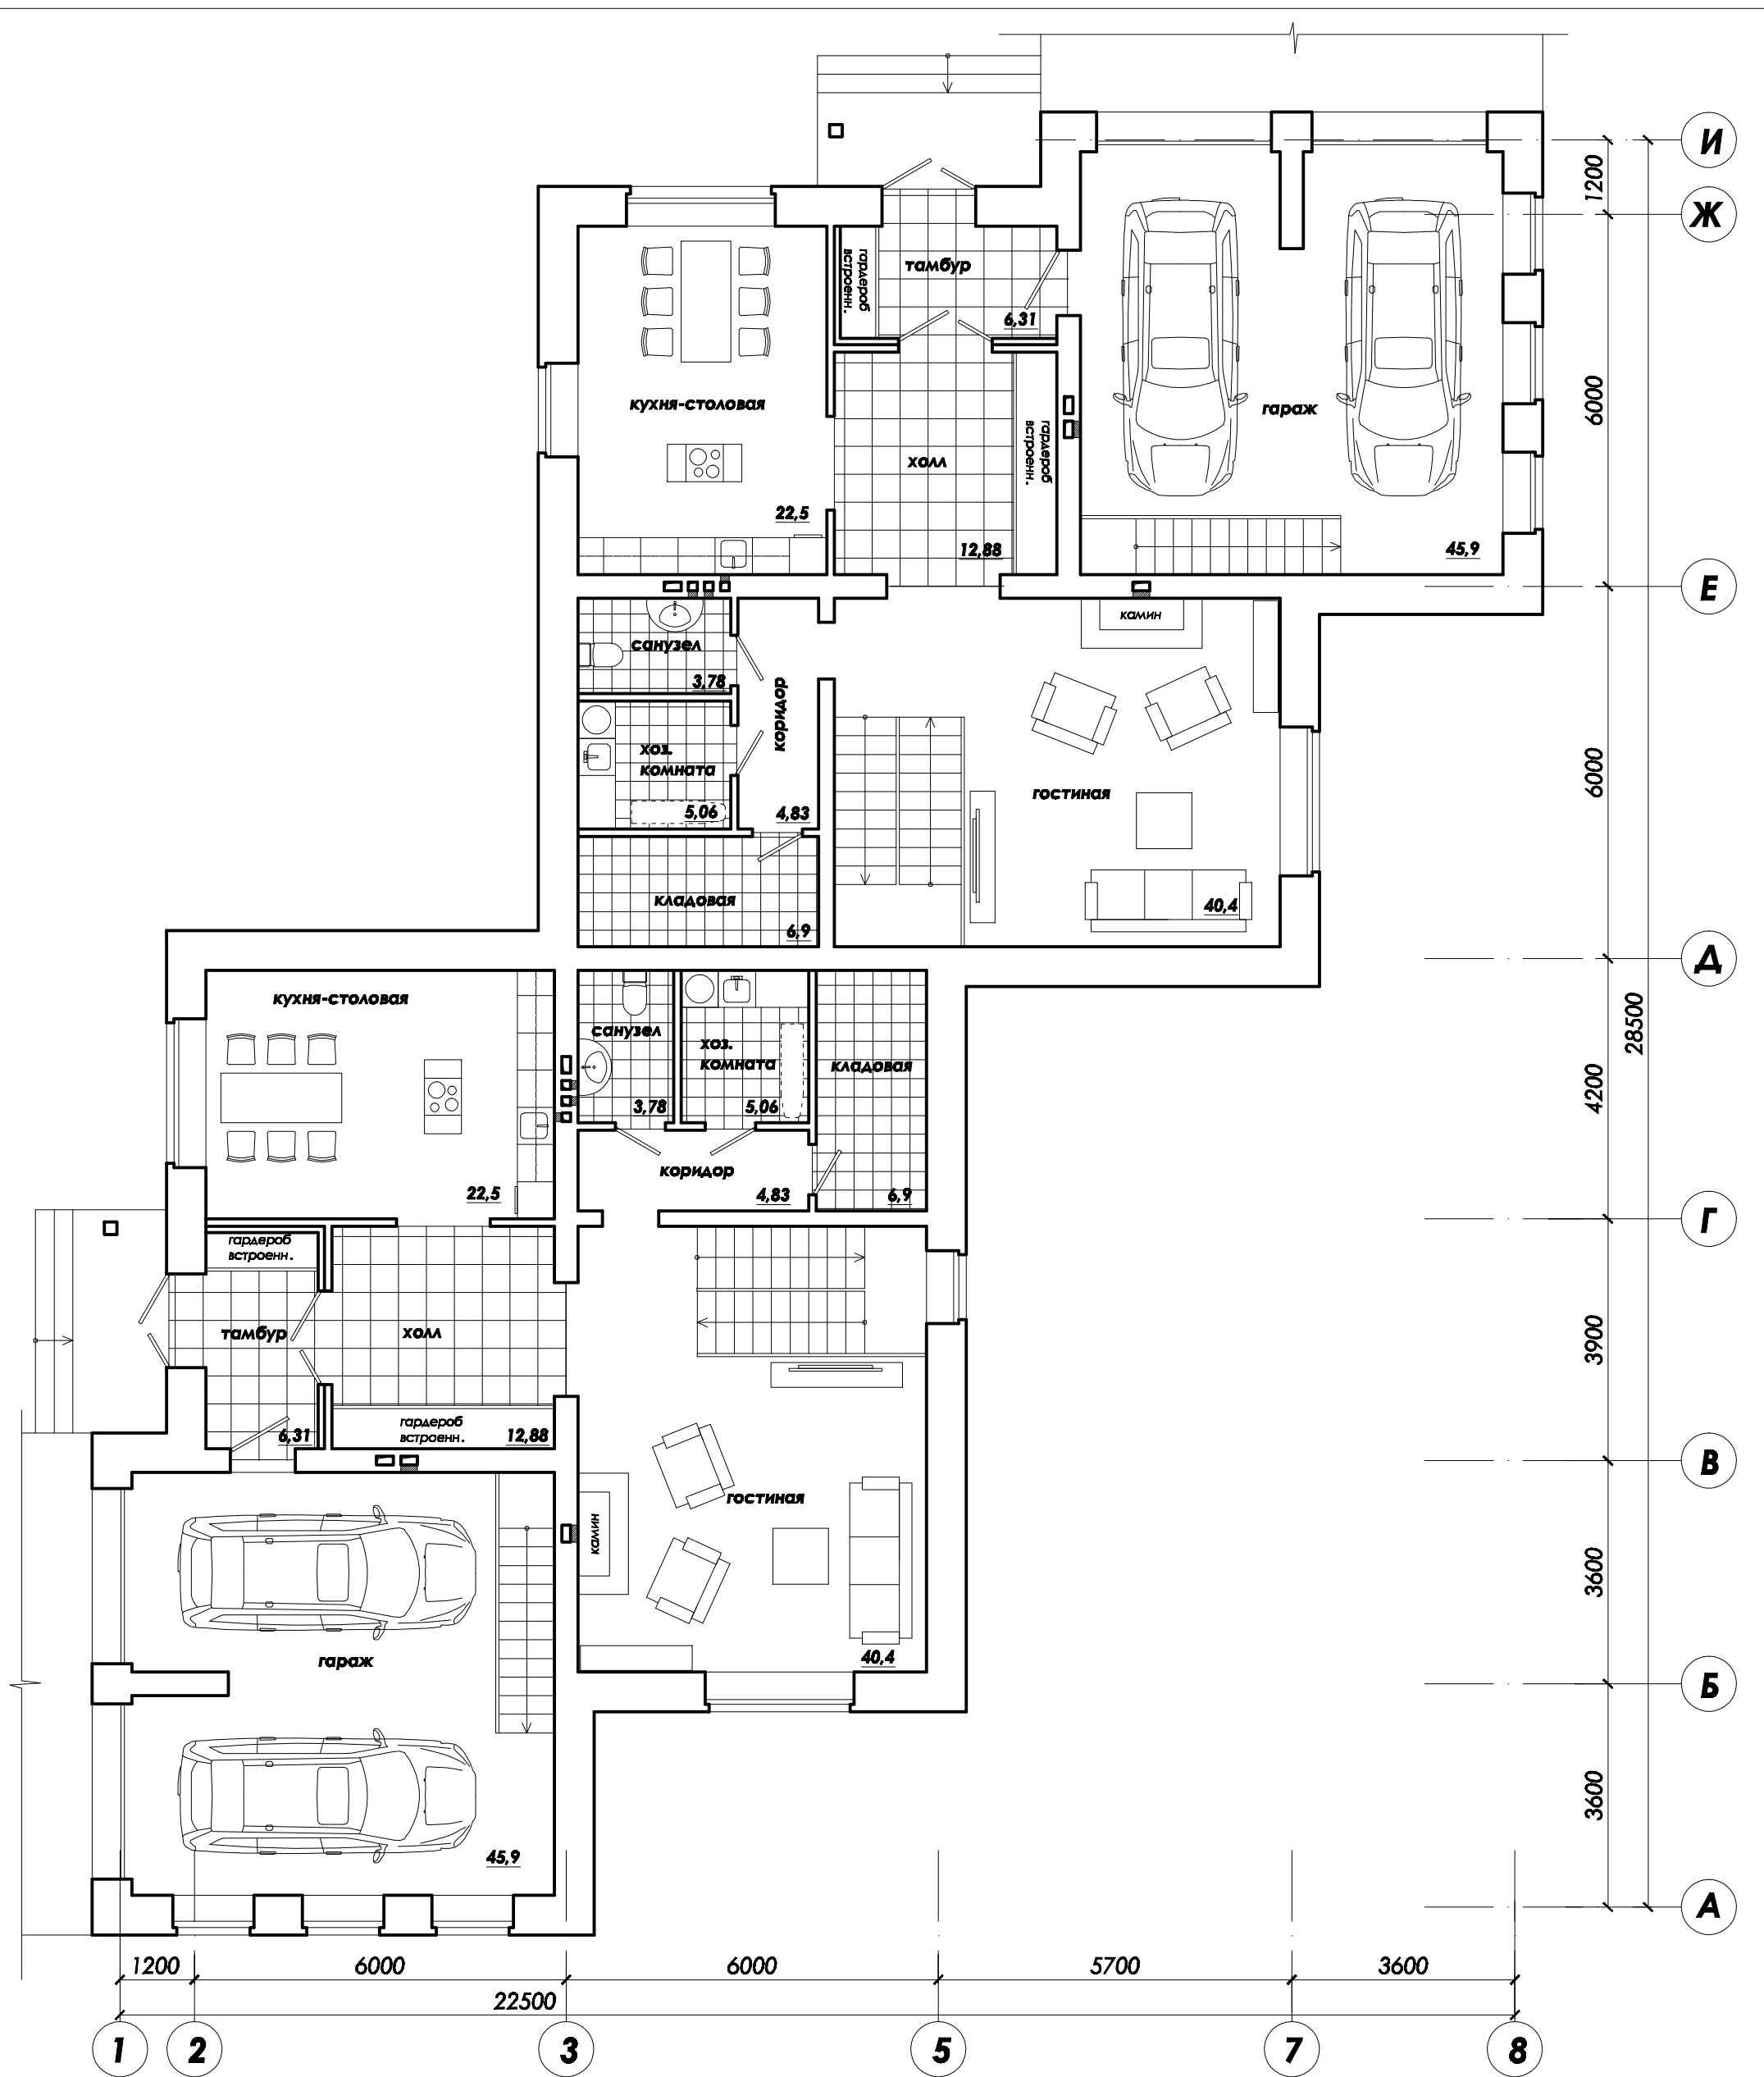 И
1200
Ж
гардероб
встроенн.
тамбур
6,31
кухня-столовая
гараж
6000
холл
гардероб
встроенн.
22,5
12,88
45,9
Е
камин
санузел
3,78
коридор
хоз.
комната
5,06
4,83
гостиная
6000
кладовая
6,9
40,4
Д
28500
кухня-столовая
санузел
хоз.
комната
кладовая
3,78
5,06
4200
коридор
22,5
4,83
6,9
Г
гардероб
встроенн.
тамбур
холл
3900
гардероб
встроенн.
6,31
12,88
В
гостиная
камин
3600
гараж
40,4
Б
3600
45,9
А
1200
6000
6000
5700
3600
22500
1
2
3
5
7
8